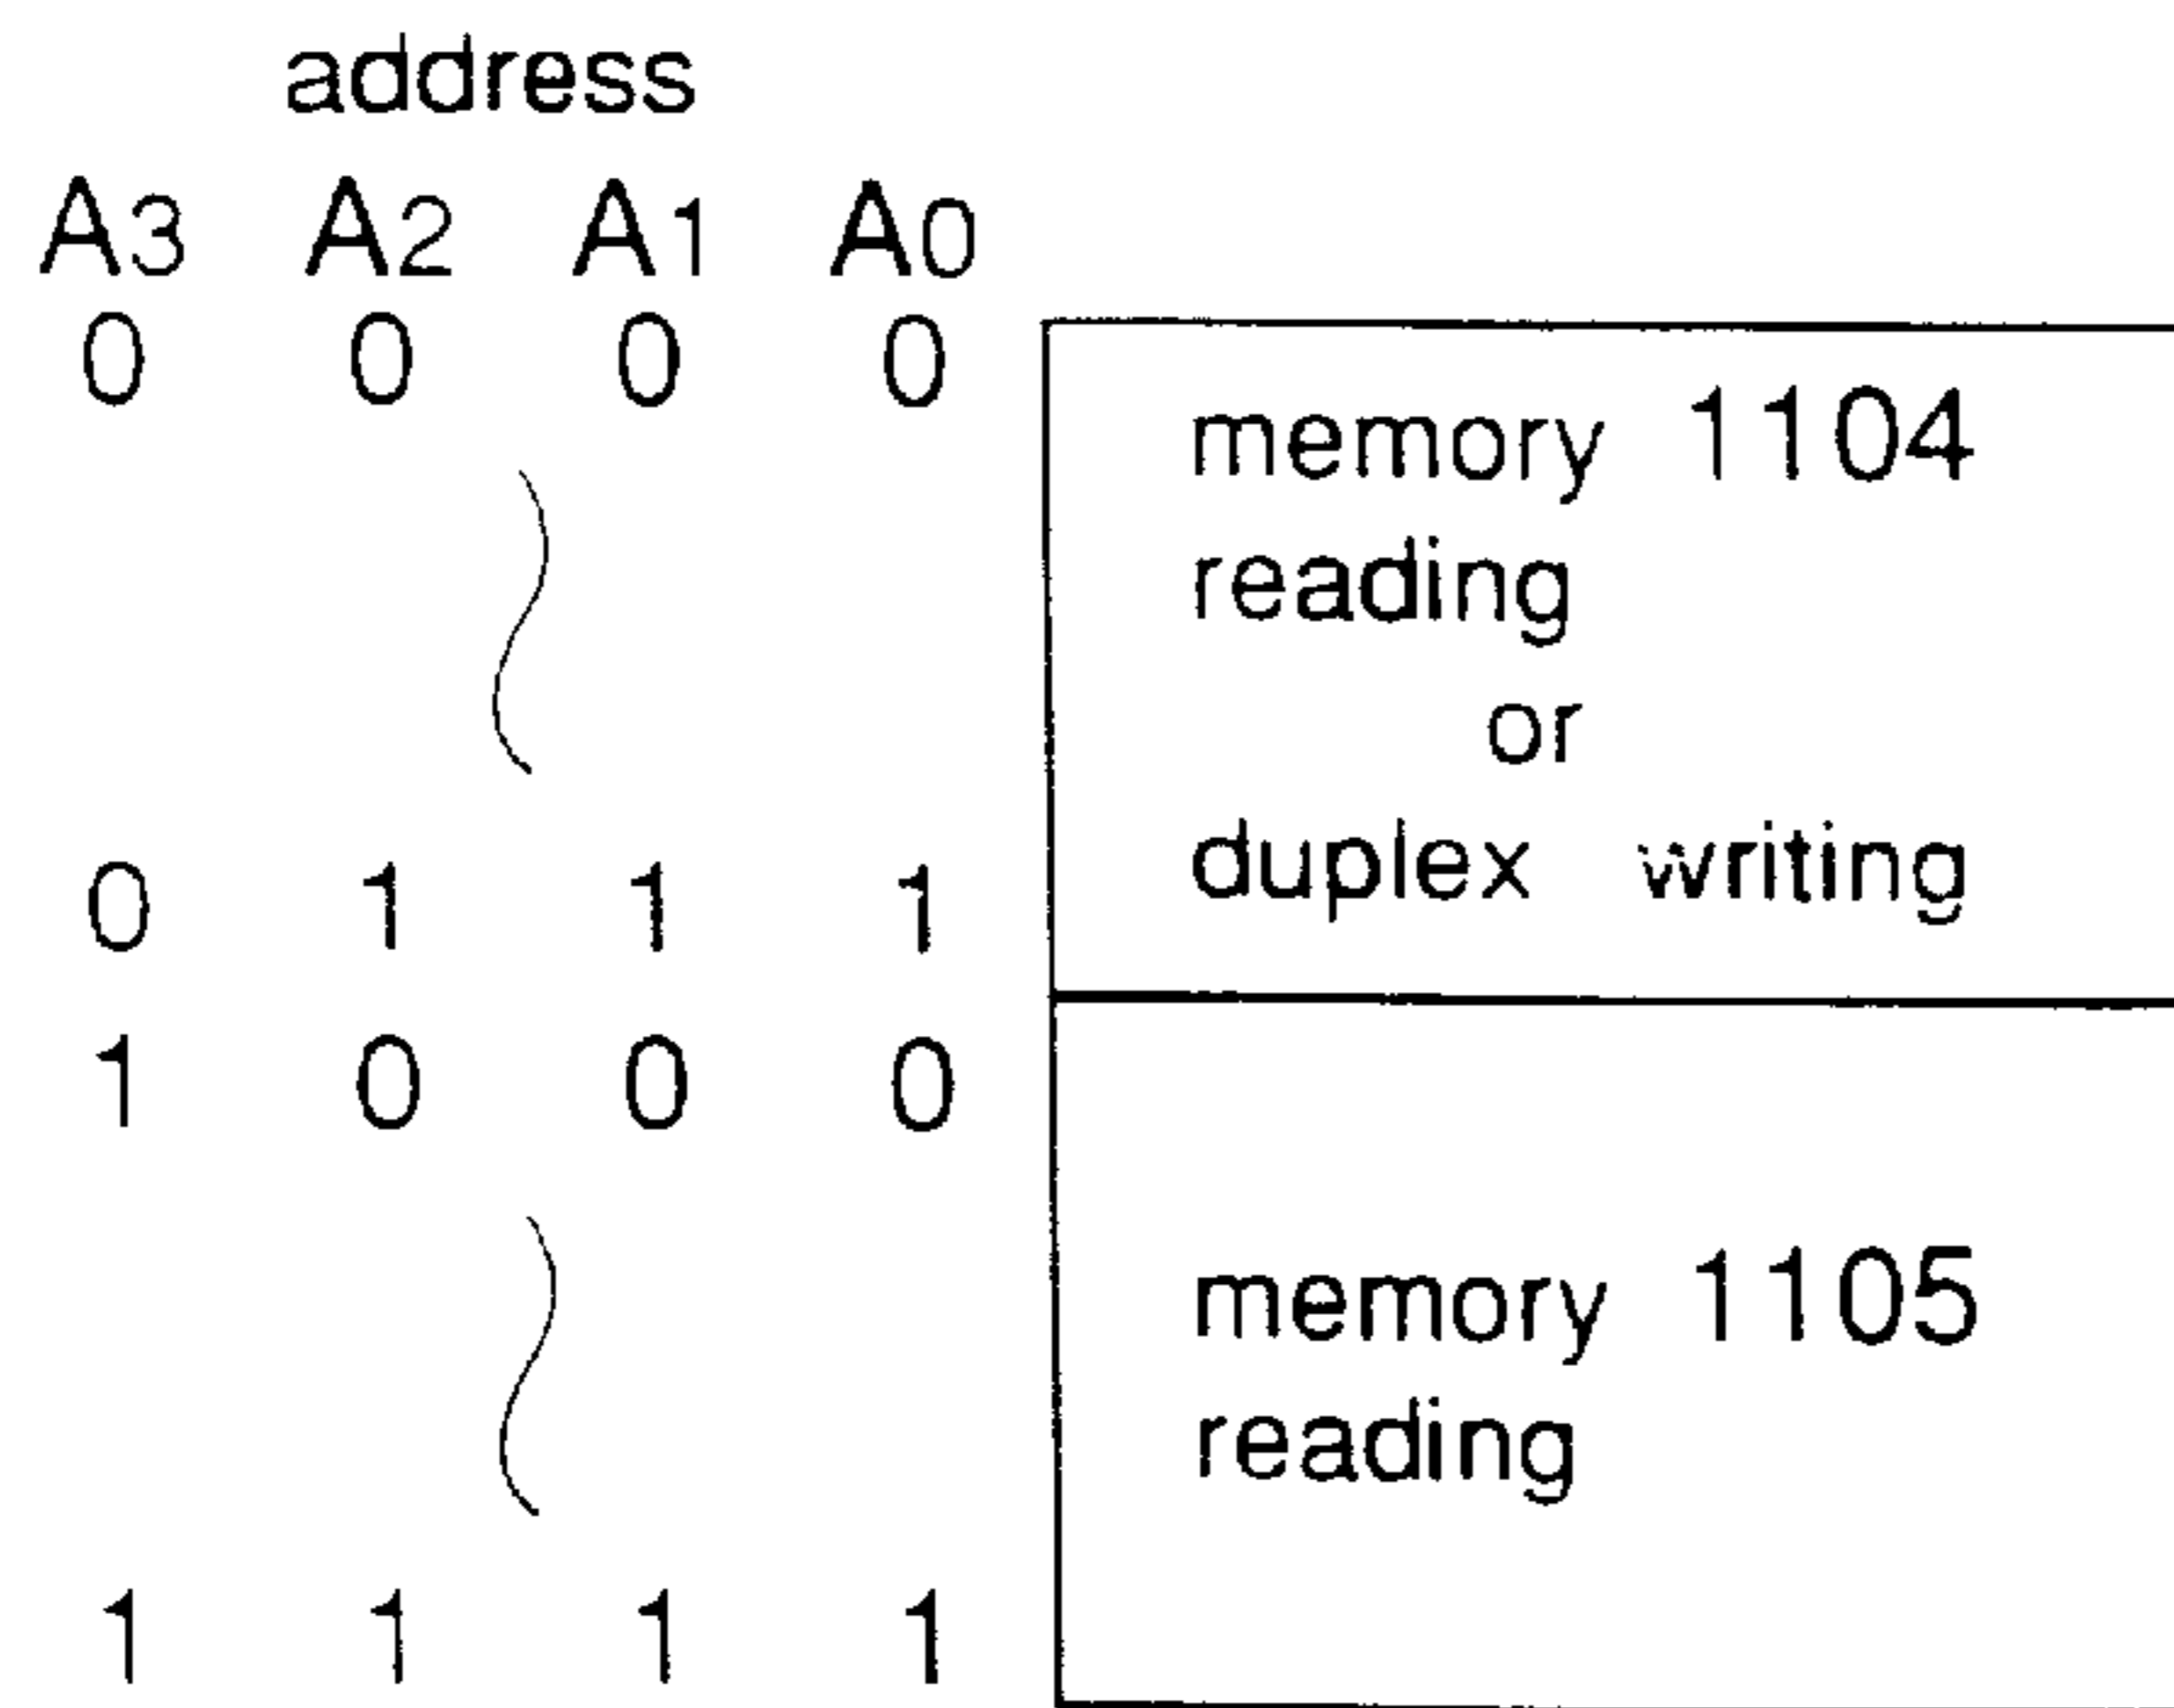 address
A3 A2 A1 A0
0 0 0 0
memory 1104
reading
or
duplex writing
0 1 1 1
1 0 0 0
memory 1105
reading
1 1 1 1